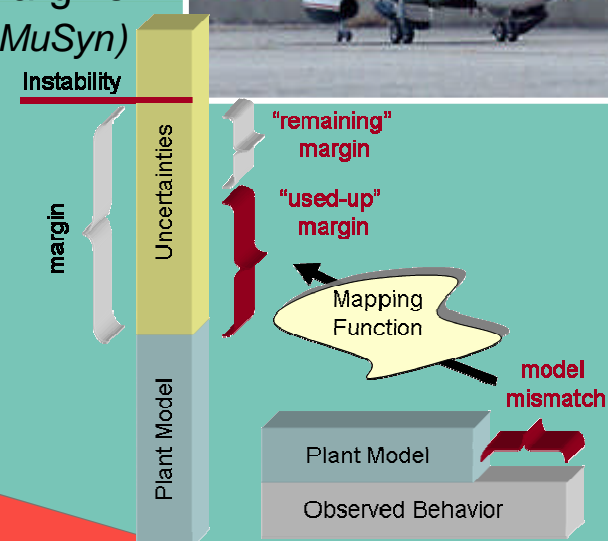 MuSyn)
Instability
"remaining"
margin
"used-up"
margin
margin
Uncertainties
Mapping
Function
model
mismatch
Plant Model
Plant Model
Observed Behavior